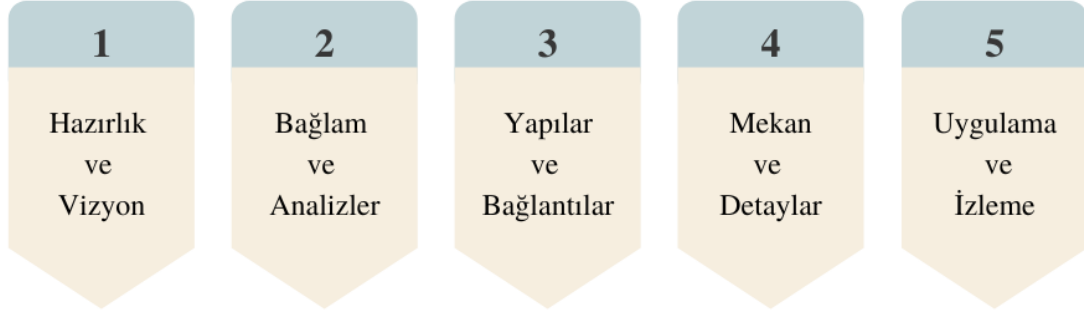 1
Hazırlık
ve
Vizyon
2
Bağlam
ve
Analizler
3
Yapılar
ve
Bağlantılar
4
Mekan
ve
Detaylar
5
Uygulama
ve
İzleme